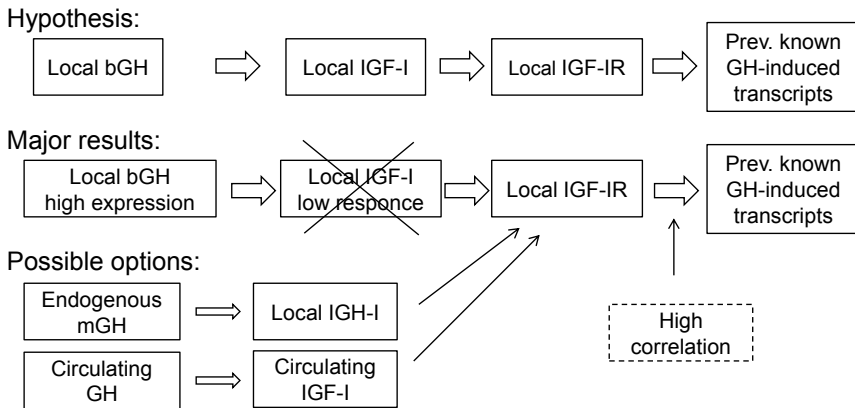 Hypothesis:
Local bGH
Local IGF-I
Local IGF-IR
Prev. known
GH-induced
transcripts
Major results:
Local bGH
high expression
Local IGF-I
low responce
Local IGF-IR
Prev. known
GH-induced
transcripts
Possible options:
Endogenous
mGH
Local IGH-I
High
correlation
Circulating
GH
Circulating
IGF-I